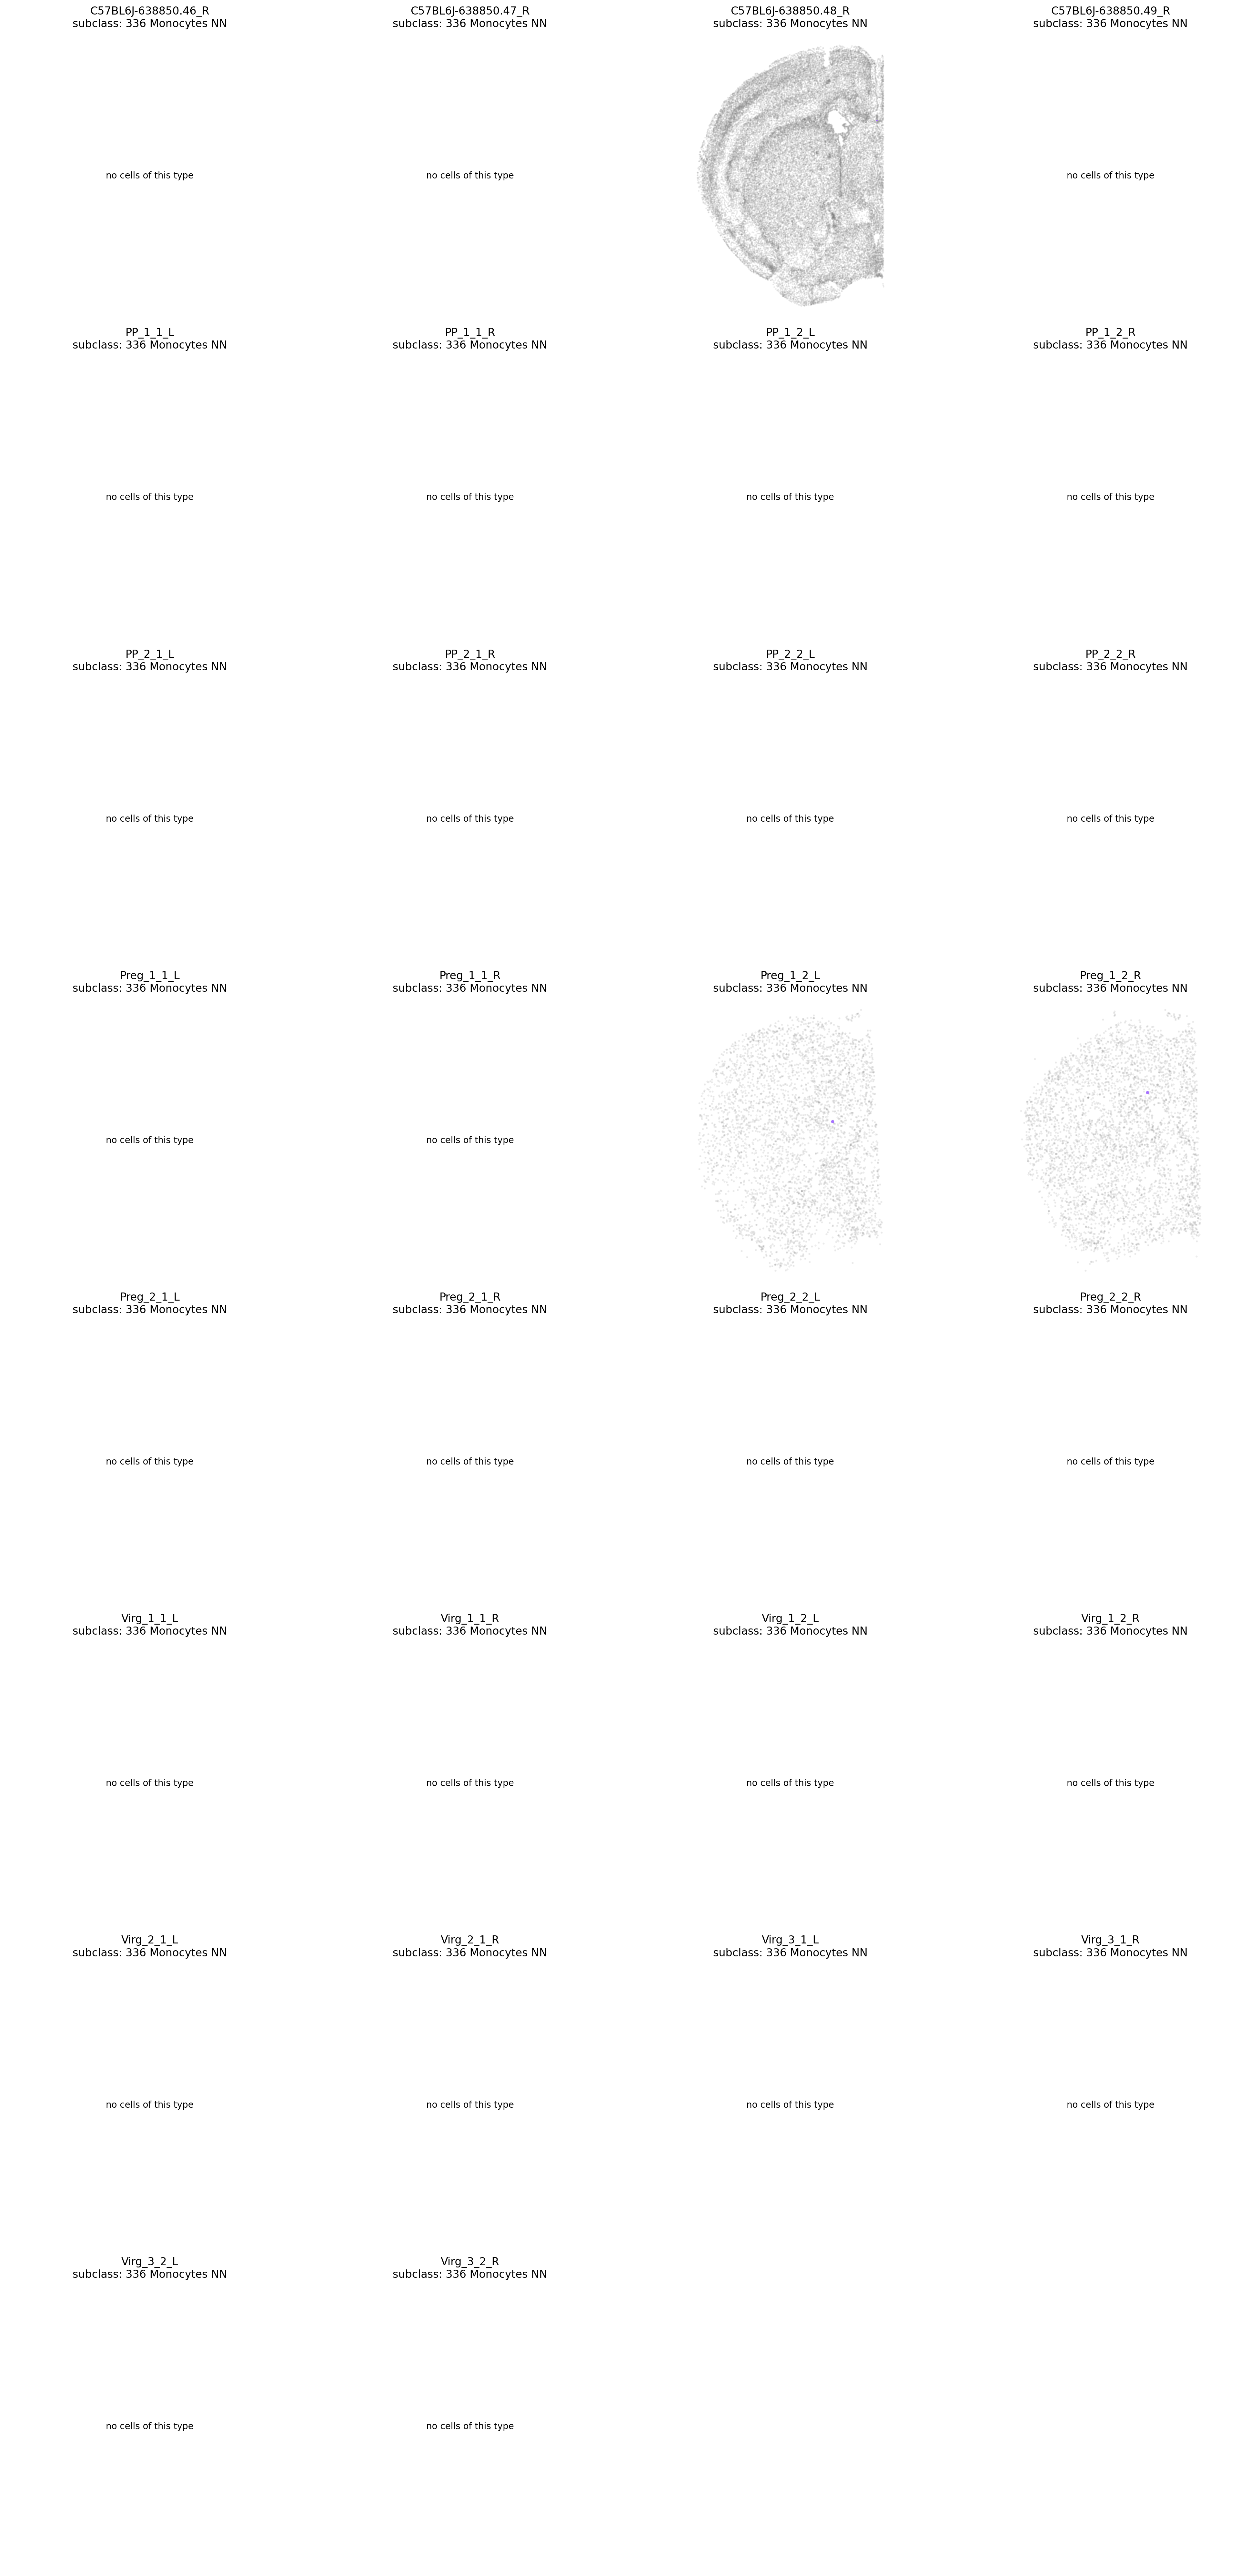 C57BL6J-638850.46_R
subclass: 336 Monocytes NN
C57BL6J-638850.47_R
subclass: 336 Monocytes NN
C57BL6J-638850.48_R
subclass: 336 Monocytes NN
C57BL6J-638850.49_R
subclass: 336 Monocytes NN
no cells of this type
no cells of this type
no cells of this type
PP_1_1_L
subclass: 336 Monocytes NN
PP_1_1_R
subclass: 336 Monocytes NN
PP_1_2_L
subclass: 336 Monocytes NN
PP_1_2_R
subclass: 336 Monocytes NN
no cells of this type
no cells of this type
no cells of this type
no cells of this type
PP_2_1_L
subclass: 336 Monocytes NN
PP_2_1_R
subclass: 336 Monocytes NN
PP_2_2_L
subclass: 336 Monocytes NN
PP_2_2_R
subclass: 336 Monocytes NN
no cells of this type
no cells of this type
no cells of this type
no cells of this type
Preg_1_1_L
subclass: 336 Monocytes NN
Preg_1_1_R
subclass: 336 Monocytes NN
Preg_1_2_L
subclass: 336 Monocytes NN
Preg_1_2_R
subclass: 336 Monocytes NN
no cells of this type
no cells of this type
Preg_2_1_L
subclass: 336 Monocytes NN
Preg_2_1_R
subclass: 336 Monocytes NN
Preg_2_2_L
subclass: 336 Monocytes NN
Preg_2_2_R
subclass: 336 Monocytes NN
no cells of this type
no cells of this type
no cells of this type
no cells of this type
Virg_1_1_L
subclass: 336 Monocytes NN
Virg_1_1_R
subclass: 336 Monocytes NN
Virg_1_2_L
subclass: 336 Monocytes NN
Virg_1_2_R
subclass: 336 Monocytes NN
no cells of this type
no cells of this type
no cells of this type
no cells of this type
Virg_2_1_L
subclass: 336 Monocytes NN
Virg_2_1_R
subclass: 336 Monocytes NN
Virg_3_1_L
subclass: 336 Monocytes NN
Virg_3_1_R
subclass: 336 Monocytes NN
no cells of this type
no cells of this type
no cells of this type
no cells of this type
Virg_3_2_L
subclass: 336 Monocytes NN
Virg_3_2_R
subclass: 336 Monocytes NN
no cells of this type
no cells of this type